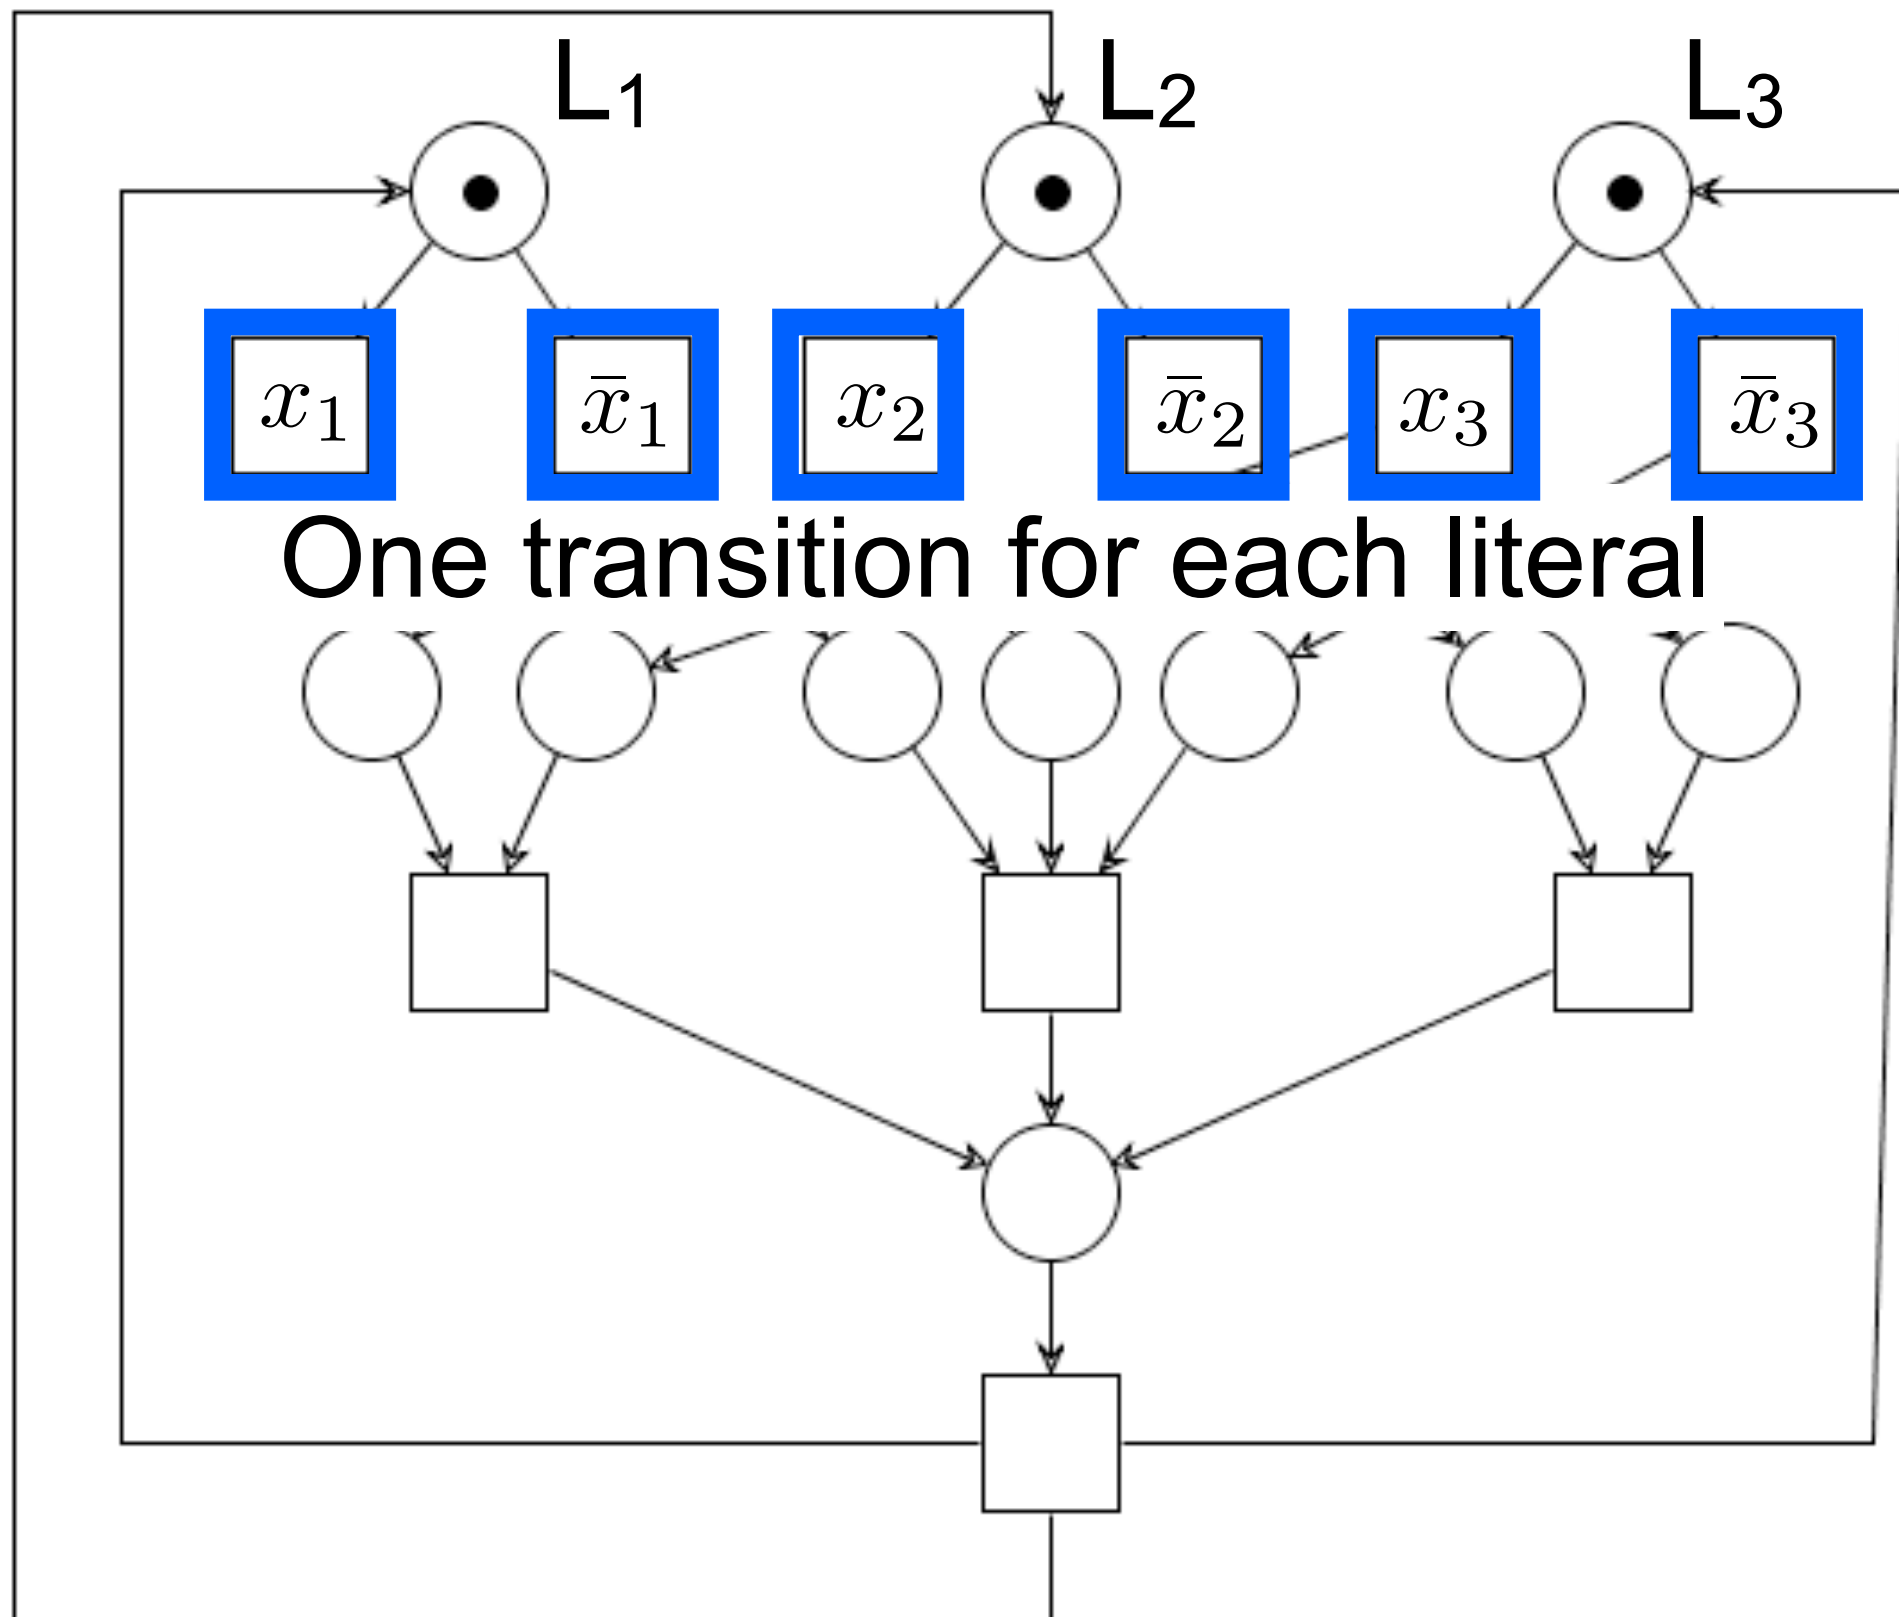 L₁ L₂ L₃
x₁ x̄₁ x₂ x̄₂ x₃ x̄₃
One transition for each literal